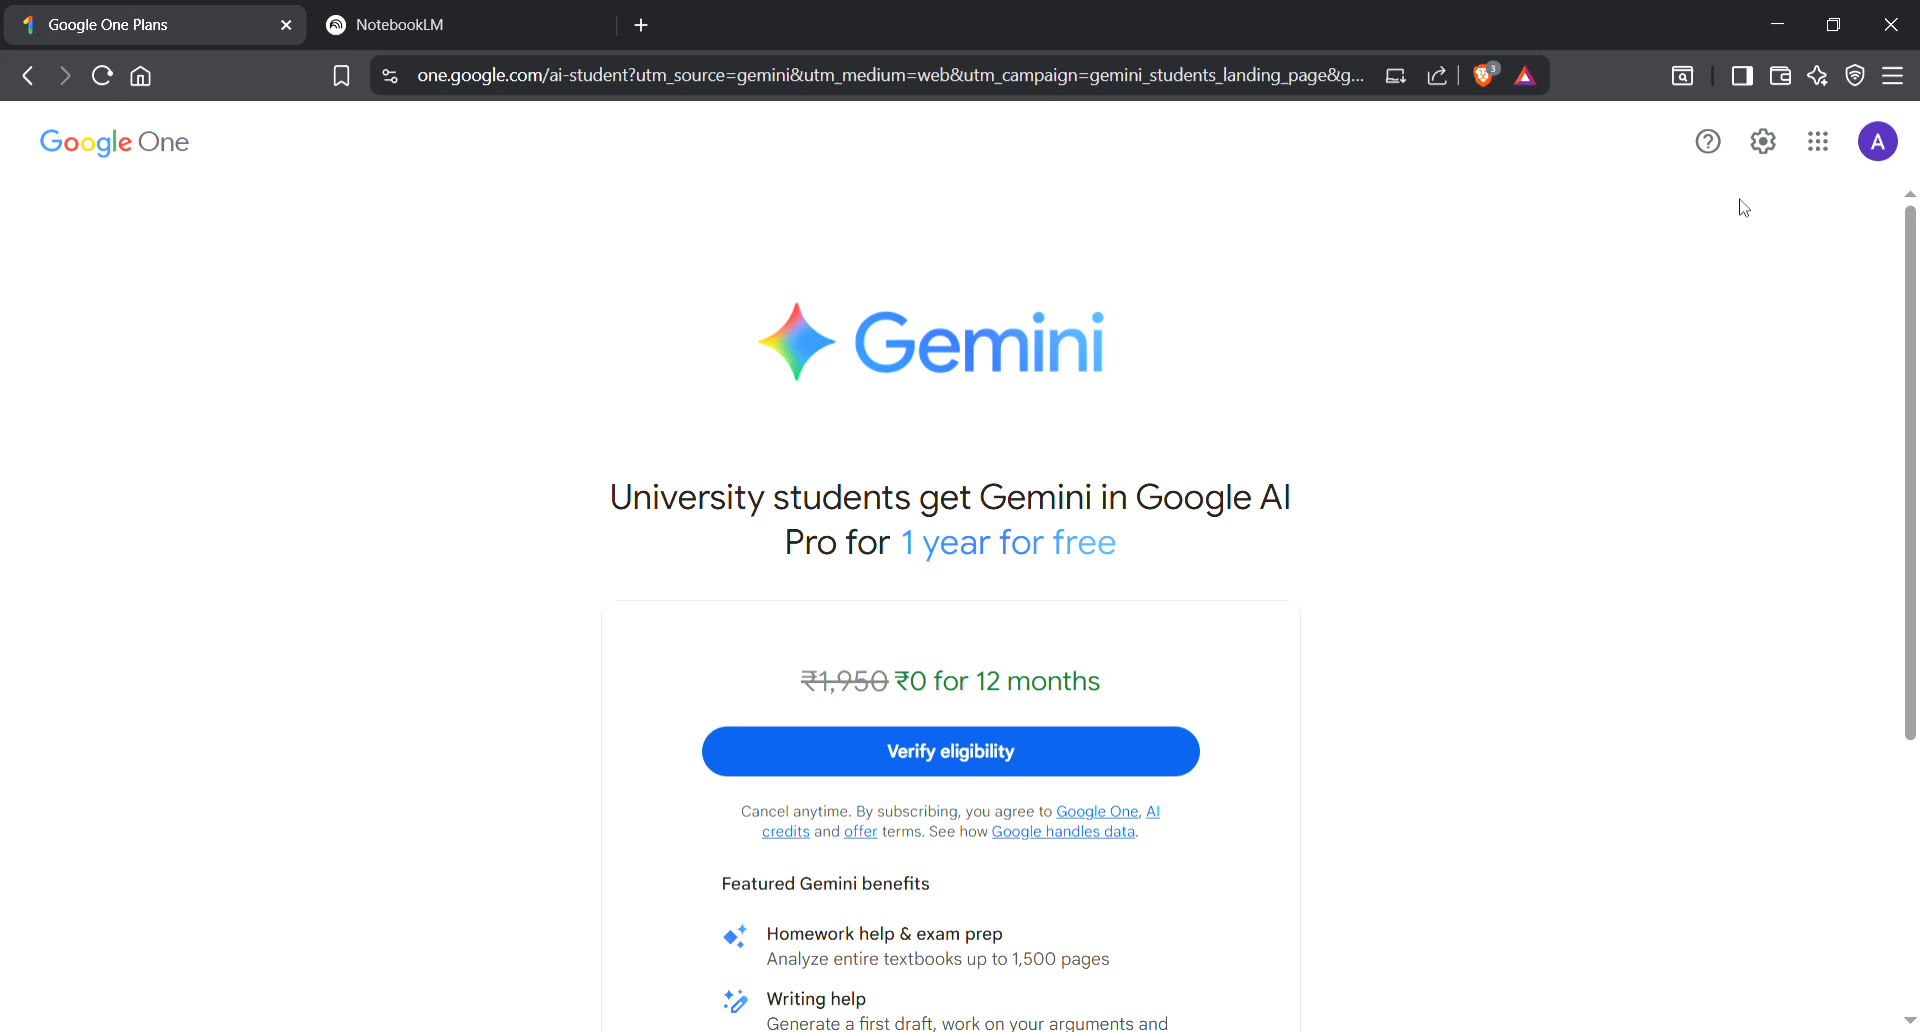 Google One Plans
NotebookLM
one.google.com/ai-student?utm_source=gemini&utm_medium=web&utm_campaign=gemini_students_landing_page&g...
3
Google One
A
Gemini
University students get Gemini in Google AI
Pro for 1 year for free
₹1,950 ₹0 for 12 months
Verify eligibility
Cancel anytime. By subscribing, you agree to Google One, AI
credits and offer terms. See how Google handles data.
Featured Gemini benefits
Homework help & exam prep
Analyze entire textbooks up to 1,500 pages
Writing help
Generate a first draft, work on your arguments and